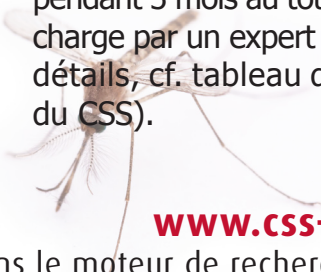 pendant 3 mois au tou
charge par un expert
détails, cf. tableau d
du CSS).
www.css-
ns le moteur de recher